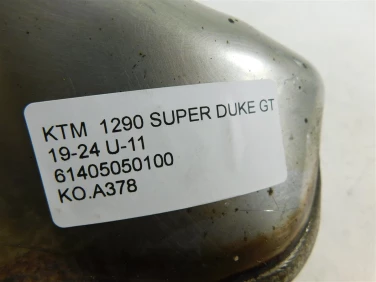 KTM 1290 SUPER DUKE GT
19-24 U-11
61405050100
KO.A378